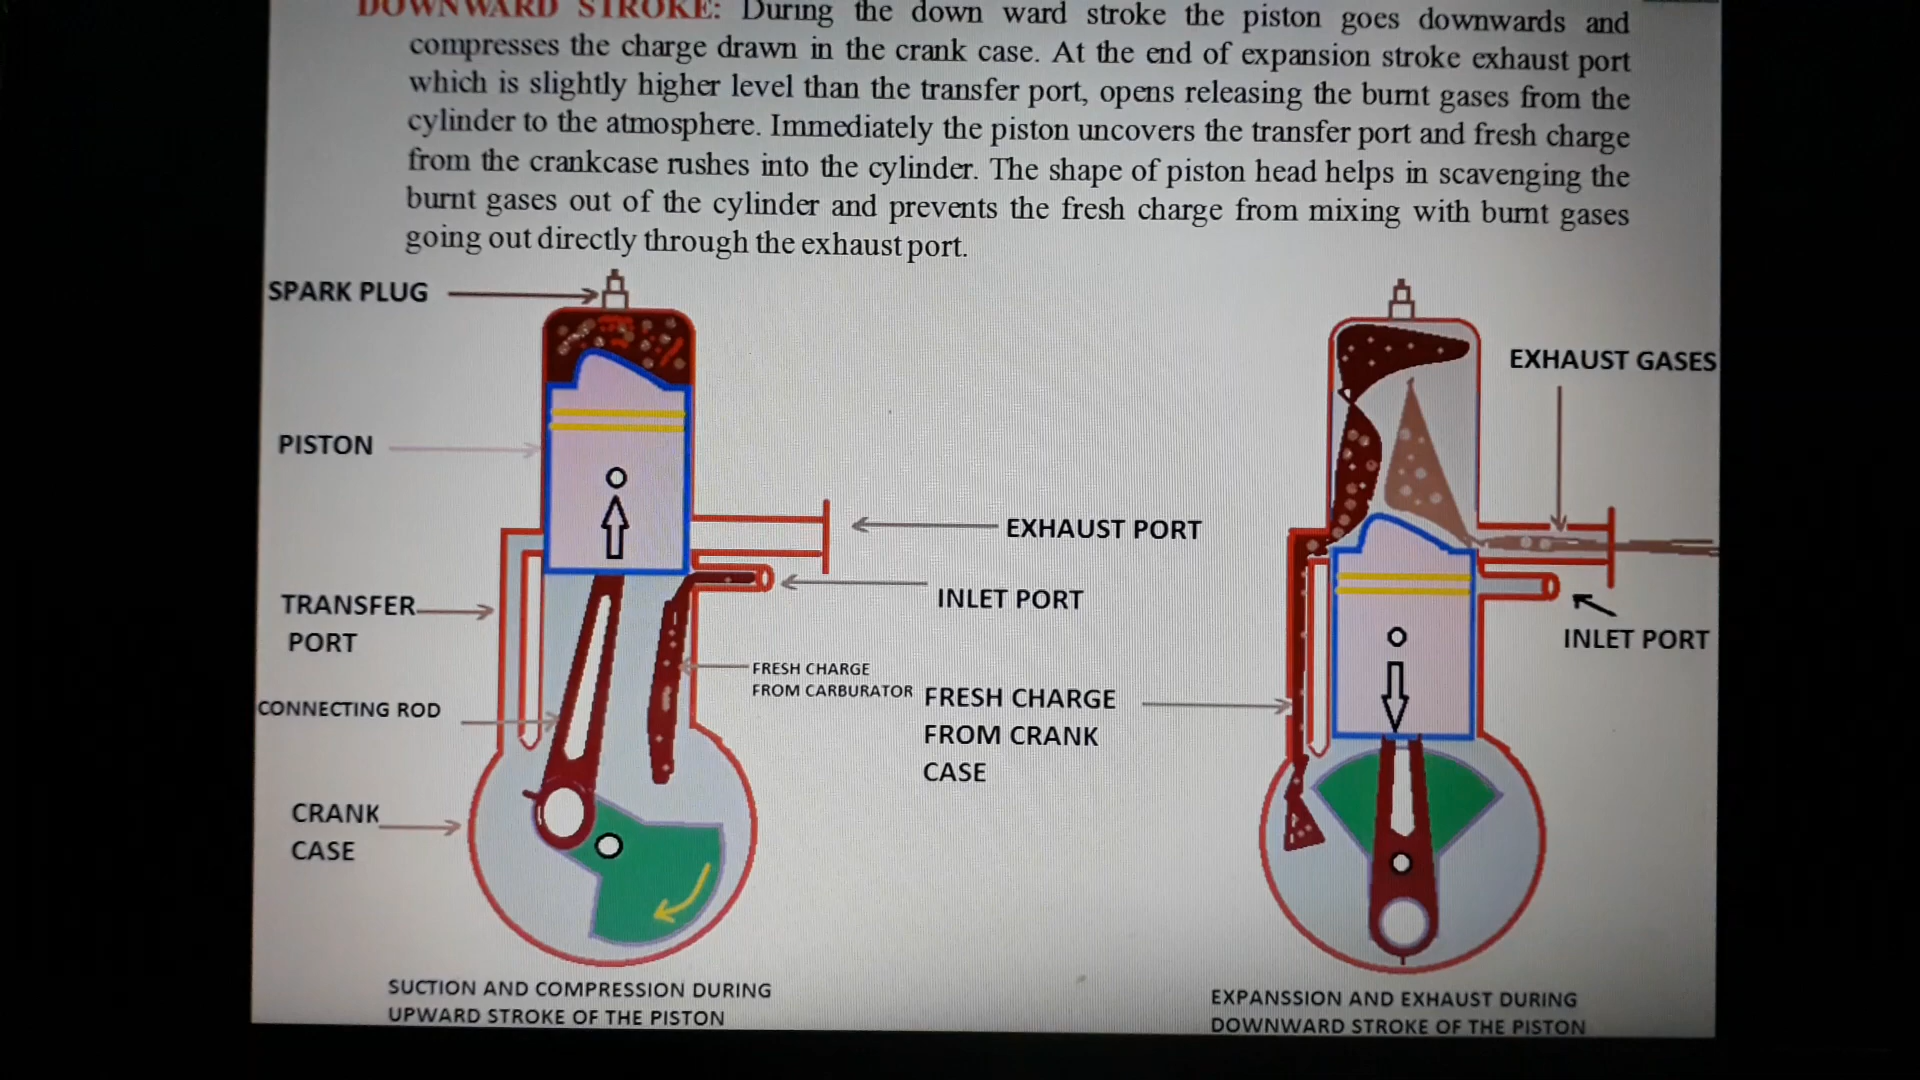 DOWNWARD STROKE: During the down ward stroke the piston goes downwards and
compresses the charge drawn in the crank case. At the end of expansion stroke exhaust port
which is slightly higher level than the transfer port, opens releasing the burnt gases from the
cylinder to the atmosphere. Immediately the piston uncovers the transfer port and fresh charge
from the crankcase rushes into the cylinder. The shape of piston head helps in scavenging the
burnt gases out of the cylinder and prevents the fresh charge from mixing with burnt gases
going out directly through the exhaust port.
SPARK PLUG
PISTON
TRANSFER
PORT
CONNECTING ROD
CRANK
CASE
EXHAUST PORT
INLET PORT
FRESH CHARGE
FROM CARBURATOR
SUCTION AND COMPRESSION DURING
UPWARD STROKE OF THE PISTON
EXHAUST GASES
INLET PORT
FRESH CHARGE
FROM CRANK
CASE
EXPANSSION AND EXHAUST DURING
DOWNWARD STROKE OF THE PISTON